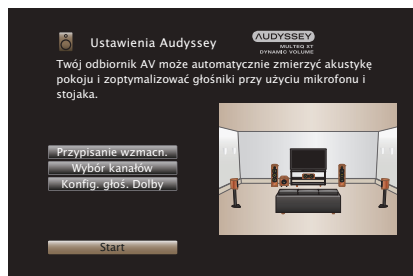 Ustawienia Audyssey
AUDYSSEY
MULTEQ XT
DYNAMIC VOLUME
Twój odbiornik AV może automatycznie zmierzyć akustykę
pokoju i zoptymalizować głośniki przy użyciu mikrofonu i
stojaka.
Przypisanie wzmacn.
Wybór kanałów
Konfig. głoś. Dolby
Start